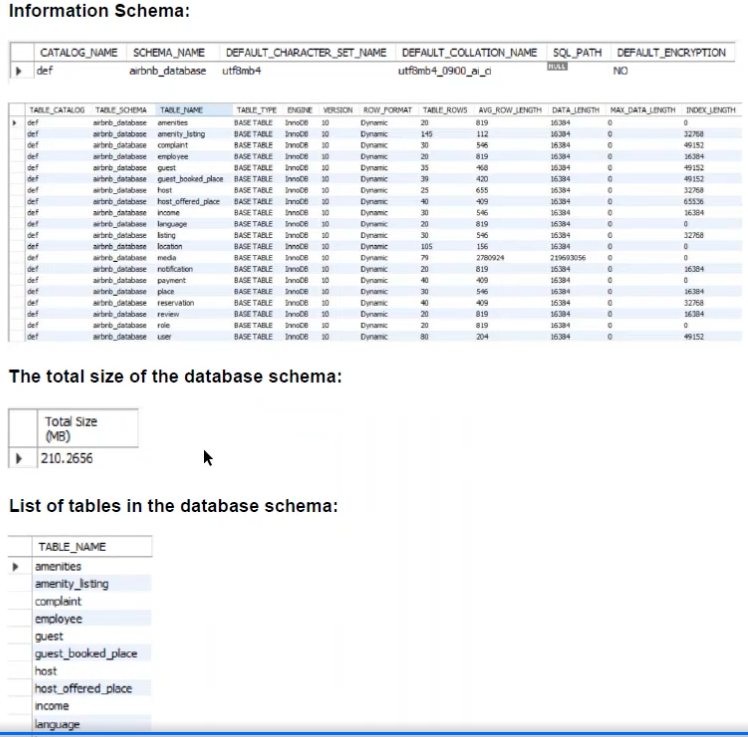 Information Schema:
CATALOG_NAME SCHEMA_NAME DEFAULT_CHARACTER_SET_NAME DEFAULT_COLLATION_NAME SQL_PATH DEFAULT_ENCRYPTION
def airbnb_database utf8mb4 utf8mb4_0900_ai_ci NULL NO
TABLE_CATALOG TABLE_SCHEMA TABLE_NAME TABLE_TYPE ENGINE VERSION ROW_FORMAT TABLE_ROWS AVG_ROW_LENGTH DATA_LENGTH MAX_DATA_LENGTH INDEX_LENGTH
def airbnb_database amenities BASE TABLE InnoDB 10 Dynamic 20 819 16384 0 0
def airbnb_database amenity_listing BASE TABLE InnoDB 10 Dynamic 145 112 16384 0 32768
def airbnb_database complaint BASE TABLE InnoDB 10 Dynamic 30 546 16384 0 49152
def airbnb_database employee BASE TABLE InnoDB 10 Dynamic 20 819 16384 0 16384
def airbnb_database guest BASE TABLE InnoDB 10 Dynamic 35 468 16384 0 49152
def airbnb_database guest_booked_place BASE TABLE InnoDB 10 Dynamic 39 420 16384 0 49152
def airbnb_database host BASE TABLE InnoDB 10 Dynamic 25 655 16384 0 32768
def airbnb_database host_offered_place BASE TABLE InnoDB 10 Dynamic 40 409 16384 0 65536
def airbnb_database income BASE TABLE InnoDB 10 Dynamic 30 546 16384 0 16384
def airbnb_database language BASE TABLE InnoDB 10 Dynamic 20 819 16384 0 0
def airbnb_database listing BASE TABLE InnoDB 10 Dynamic 30 546 16384 0 32768
def airbnb_database location BASE TABLE InnoDB 10 Dynamic 105 156 16384 0 0
def airbnb_database media BASE TABLE InnoDB 10 Dynamic 79 2780924 219693056 0 0
def airbnb_database notification BASE TABLE InnoDB 10 Dynamic 20 819 16384 0 16384
def airbnb_database payment BASE TABLE InnoDB 10 Dynamic 40 409 16384 0 0
def airbnb_database place BASE TABLE InnoDB 10 Dynamic 30 546 16384 0 16384
def airbnb_database reservation BASE TABLE InnoDB 10 Dynamic 40 409 16384 0 32768
def airbnb_database review BASE TABLE InnoDB 10 Dynamic 20 819 16384 0 16384
def airbnb_database role BASE TABLE InnoDB 10 Dynamic 20 819 16384 0 0
def airbnb_database user BASE TABLE InnoDB 10 Dynamic 80 204 16384 0 49152
The total size of the database schema:
Total Size
(MB)
210.2656
List of tables in the database schema:
TABLE_NAME
amenities
amenity_listing
complaint
employee
guest
guest_booked_place
host
host_offered_place
income
language